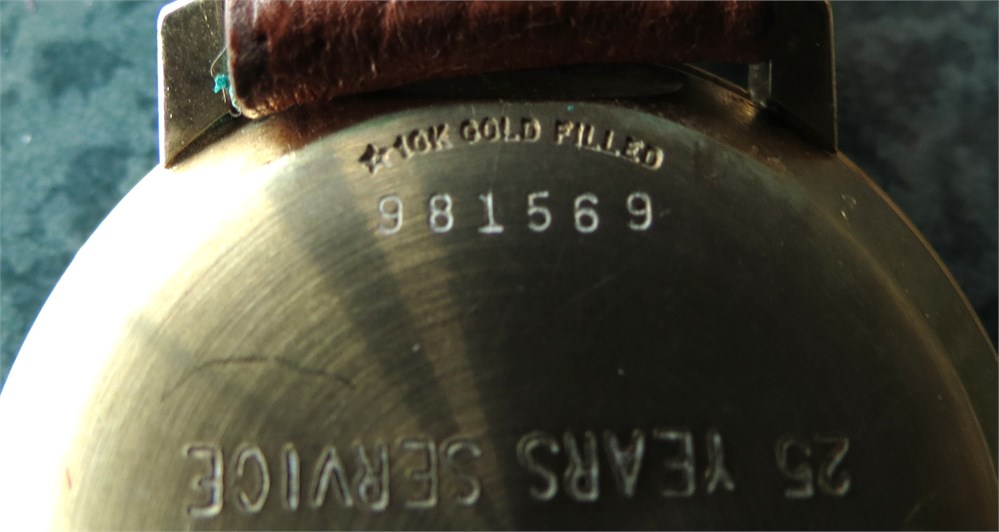 ★10K GOLD FILLED
981569
25 YEARS SERVICE